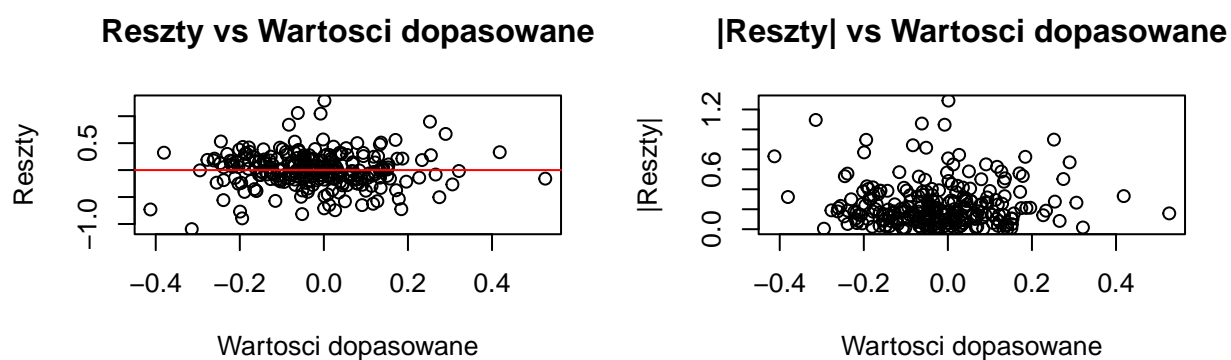 Reszty vs Wartosci dopasowane
Reszty
−1.0
0.5
−0.4
−0.2
0.0
0.2
0.4
Wartosci dopasowane
|Reszty| vs Wartosci dopasowane
|Reszty|
0.0
0.6
1.2
−0.4
−0.2
0.0
0.2
0.4
Wartosci dopasowane